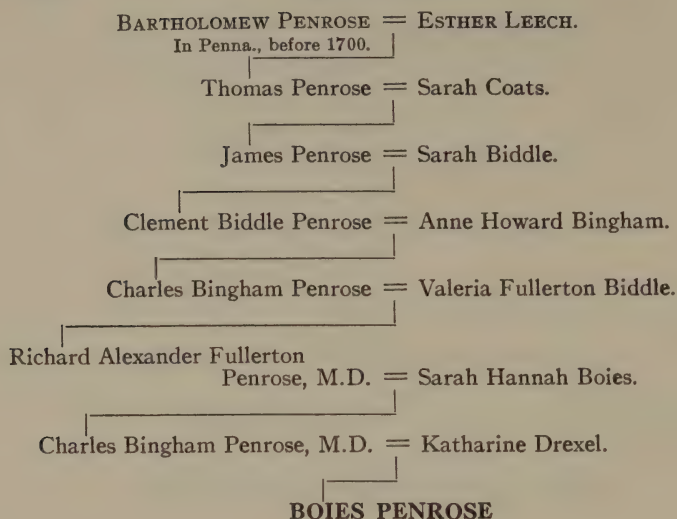 BARTHOLOMEW PENROSE = ESTHER LEECH.
In Penna., before 1700.
Thomas Penrose = Sarah Coats.
James Penrose = Sarah Biddle.
Clement Biddle Penrose = Anne Howard Bingham.
Charles Bingham Penrose = Valeria Fullerton Biddle.
Richard Alexander Fullerton
Penrose, M.D. = Sarah Hannah Boies.
Charles Bingham Penrose, M.D. = Katharine Drexel.
BOIES PENROSE